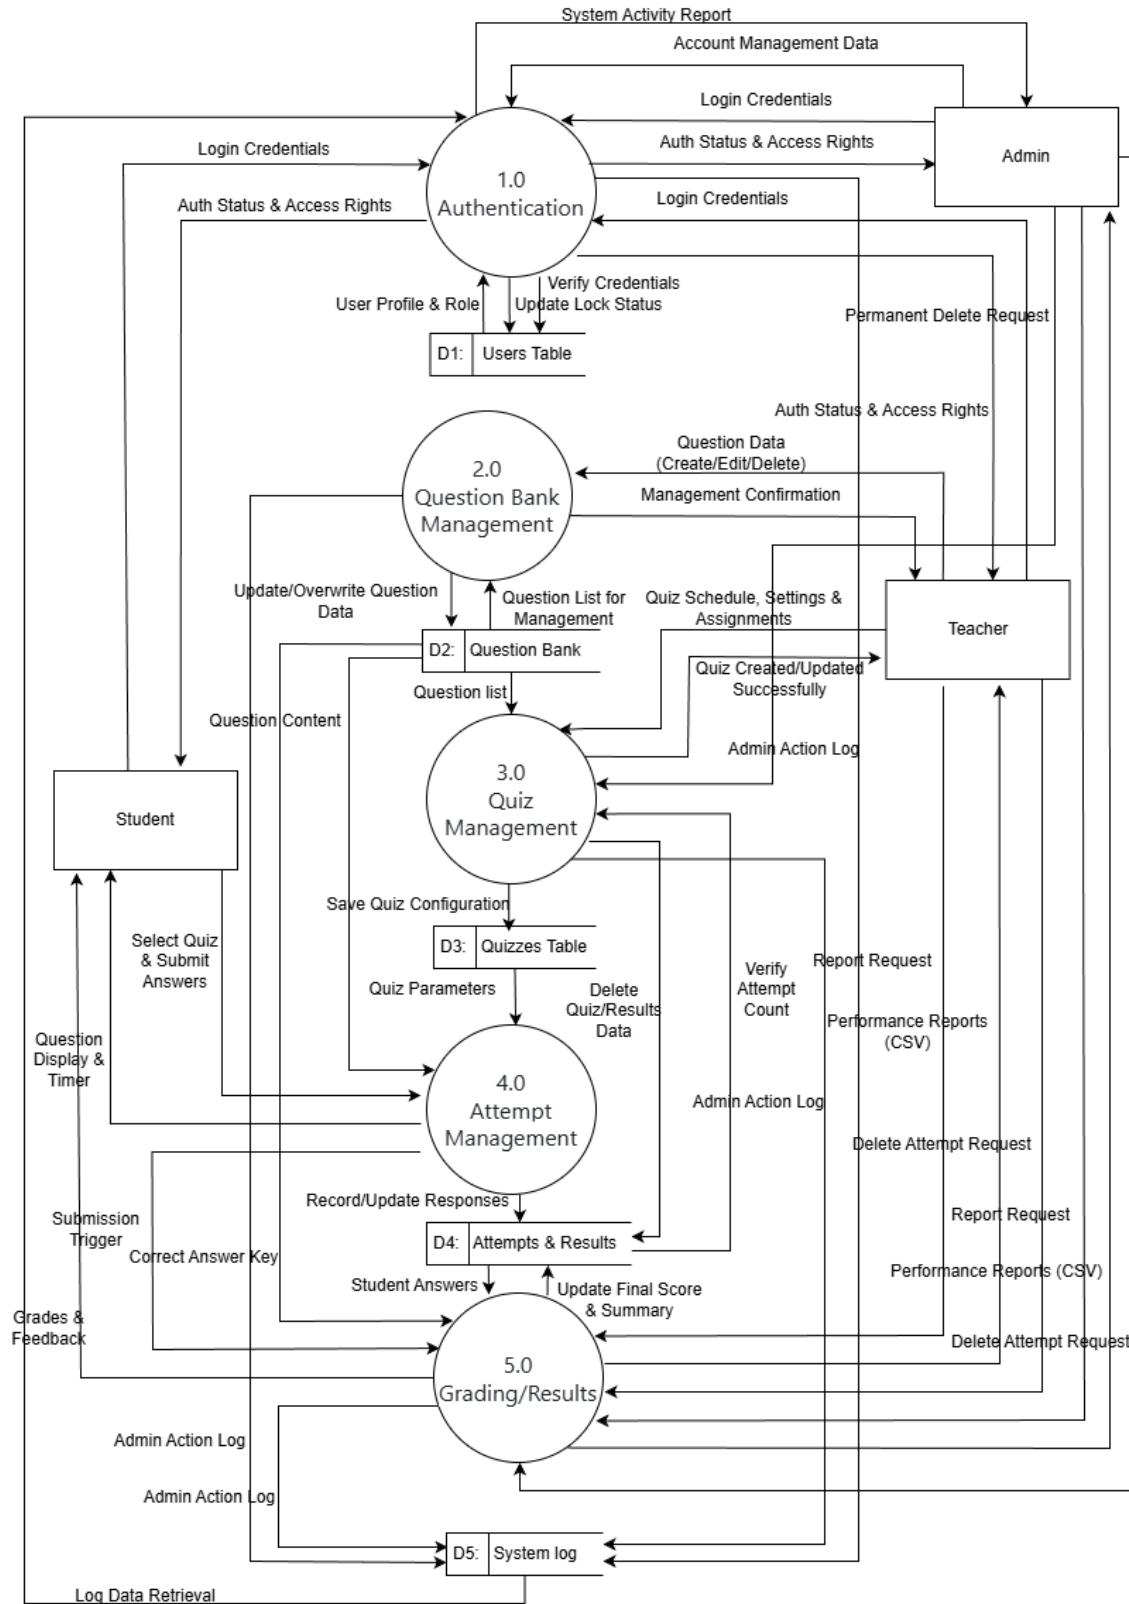 System Activity Report
Account Management Data
Login Credentials
Login Credentials
Auth Status & Access Rights
Admin
1.0
Authentication
Auth Status & Access Rights
Login Credentials
Verify Credentials
User Profile & Role
Update Lock Status
Permanent Delete Request
D1:
Users Table
Auth Status & Access Rights
Question Data
(Create/Edit/Delete)
2.0
Question Bank
Management
Management Confirmation
Update/Overwrite Question
Data
Question List for
Management
Quiz Schedule, Settings &
Assignments
Teacher
D2:
Question Bank
Quiz Created/Updated
Successfully
Question list
Question Content
Admin Action Log
3.0
Quiz
Management
Student
Save Quiz Configuration
Select Quiz
& Submit
Answers
D3:
Quizzes Table
Report Request
Verify
Attempt
Count
Quiz Parameters
Delete
Quiz/Results
Data
Performance Reports
(CSV)
Question
Display &
Timer
4.0
Attempt
Management
Admin Action Log
Delete Attempt Request
Record/Update Responses
Submission
Trigger
Report Request
Correct Answer Key
D4:
Attempts & Results
Student Answers
Update Final Score
& Summary
Performance Reports (CSV)
Grades &
Feedback
Delete Attempt Request
5.0
Grading/Results
Admin Action Log
Admin Action Log
D5:
System log
Log Data Retrieval